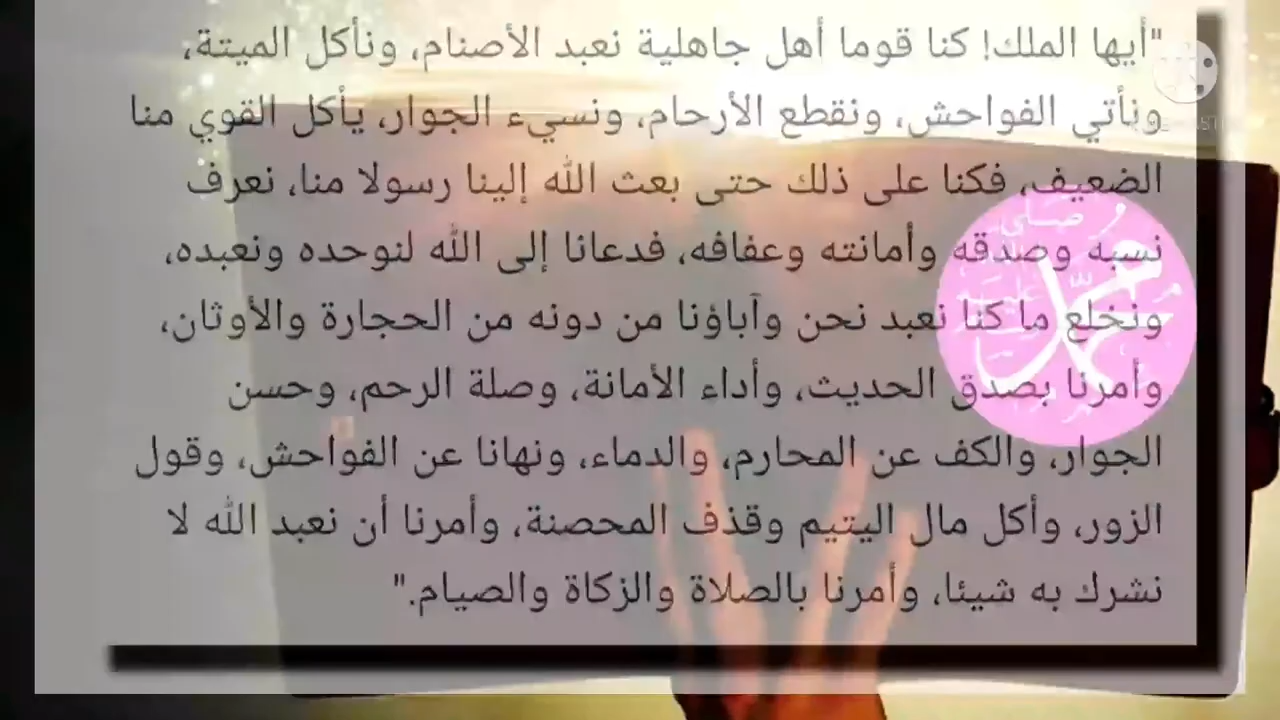 "أيها الملك! كنا قوما أهل جاهلية نعبد الأصنام، ونأكل الميتة،
ونأتي الفواحش، ونقطع الأرحام، ونسيء الجوار، يأكل القوي منا
الضعيف، فكنا على ذلك حتى بعث الله إلينا رسولا منا، نعرف
نسبه وصدقه وأمانته وعفافه، فدعانا إلى الله لنوحده ونعبده،
ونخلع ما كنا نعبد نحن وآباؤنا من دونه من الحجارة والأوثان،
وأمرنا بصدق الحديث، وأداء الأمانة، وصلة الرحم، وحسن
الجوار، والكف عن المحارم، والدماء، ونهانا عن الفواحش، وقول
الزور، وأكل مال اليتيم وقذف المحصنة، وأمرنا أن نعبد الله لا
نشرك به شيئا، وأمرنا بالصلاة والزكاة والصيام."
محمد
صلى